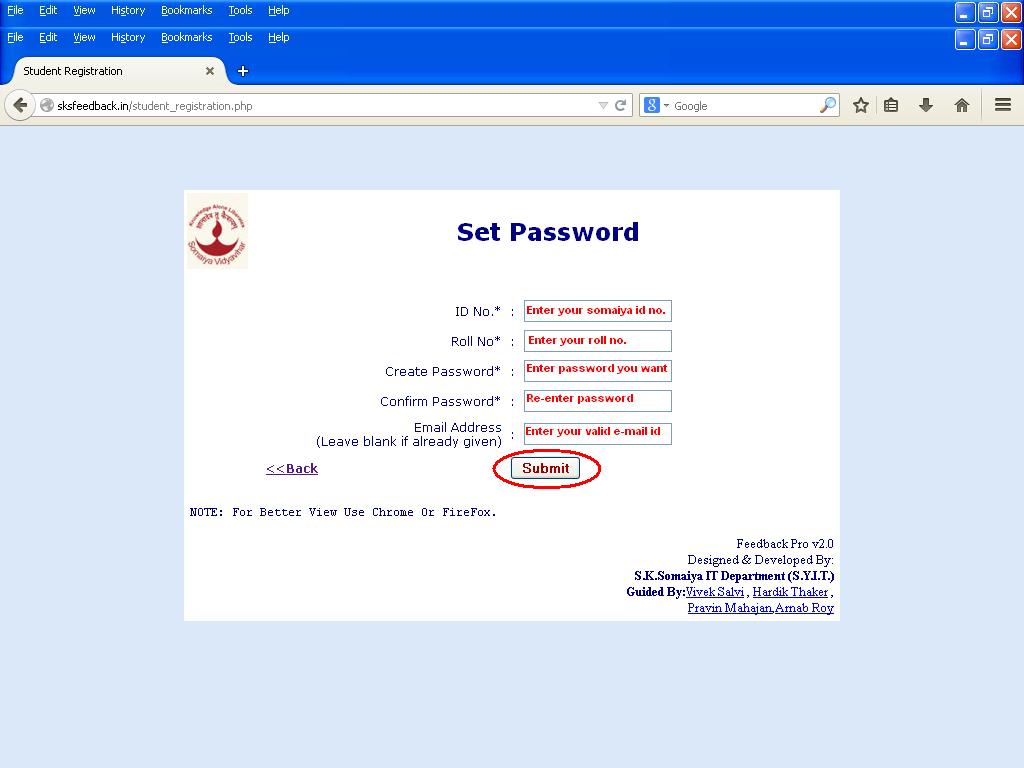 File Edit View History Bookmarks Tools Help
File Edit View History Bookmarks Tools Help
Student Registration
sksfeedback.in/student_registration.php
Google
Knowledge Alone Liberates
Somaiya Vidyavihar
Set Password
ID No.* : Enter your somaiya id no.
Roll No* : Enter your roll no.
Create Password* : Enter password you want
Confirm Password* : Re-enter password
Email Address
(Leave blank if already given) : Enter your valid e-mail id
<<Back Submit
NOTE: For Better View Use Chrome Or FireFox.
Feedback Pro v2.0
Designed & Developed By:
S.K.Somaiya IT Department (S.Y.I.T.)
Guided By:Vivek Salvi , Hardik Thaker ,
Pravin Mahajan,Arnab Roy